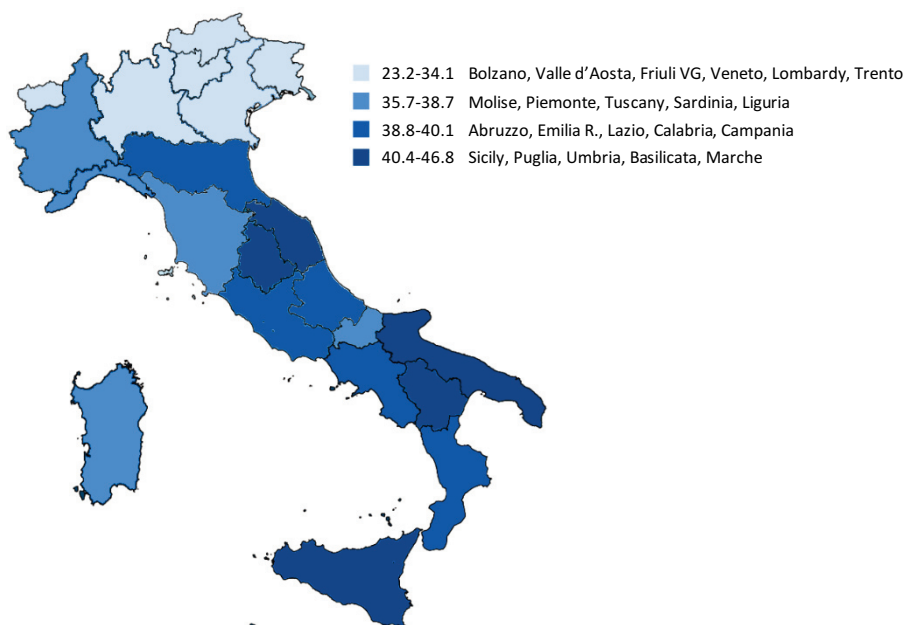 23.2-34.1 Bolzano, Valle d’Aosta, Friuli VG, Veneto, Lombardy, Trento
35.7-38.7 Molise, Piemonte, Tuscany, Sardinia, Liguria
38.8-40.1 Abruzzo, Emilia R., Lazio, Calabria, Campania
40.4-46.8 Sicily, Puglia, Umbria, Basilicata, Marche